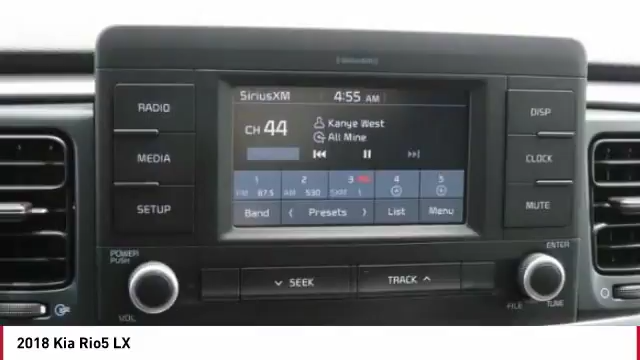 SiriusXM 4:55 AM
RADIO
DISP
CH 44
Kanye West
All Mine
MEDIA
CLOCK
1 2 3 4 5
FM 87.5 AM 530 SXM 1
SETUP
MUTE
Band ( Presets ) List Menu
POWER
PUSH
ENTER
SEEK
TRACK
VOL
FILE TUNE
2018 Kia Rio5 LX